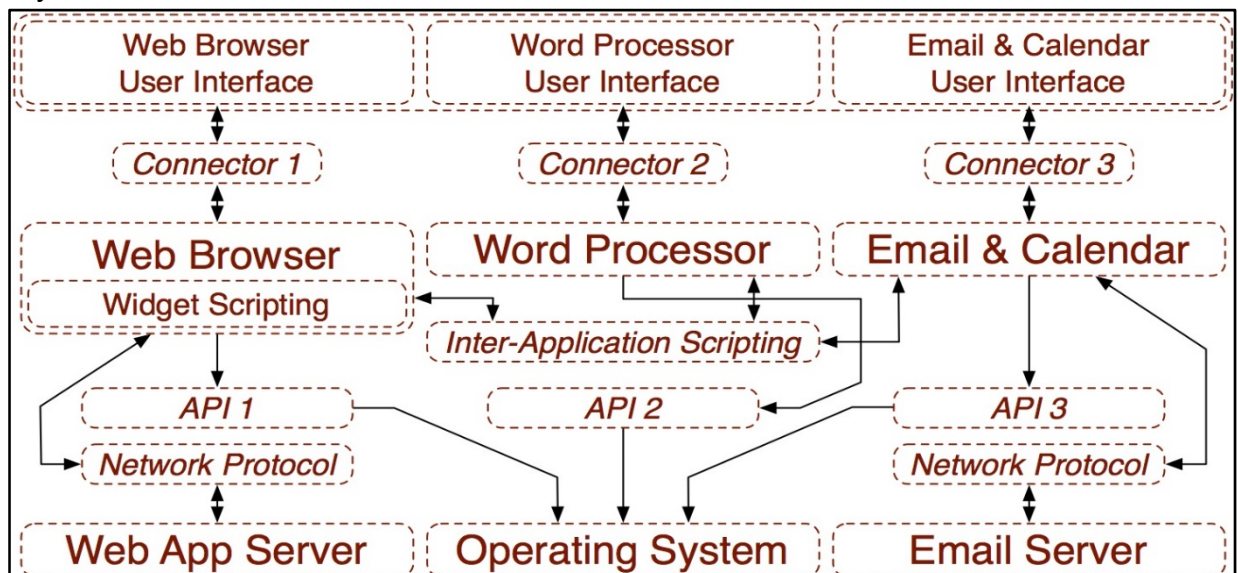 Web Browser
User Interface
Word Processor
User Interface
Email & Calendar
User Interface
Connector 1
Connector 2
Connector 3
Web Browser
Widget Scripting
Word Processor
Email & Calendar
Inter-Application Scripting
API 1
API 2
API 3
Network Protocol
Network Protocol
Web App Server
Operating System
Email Server